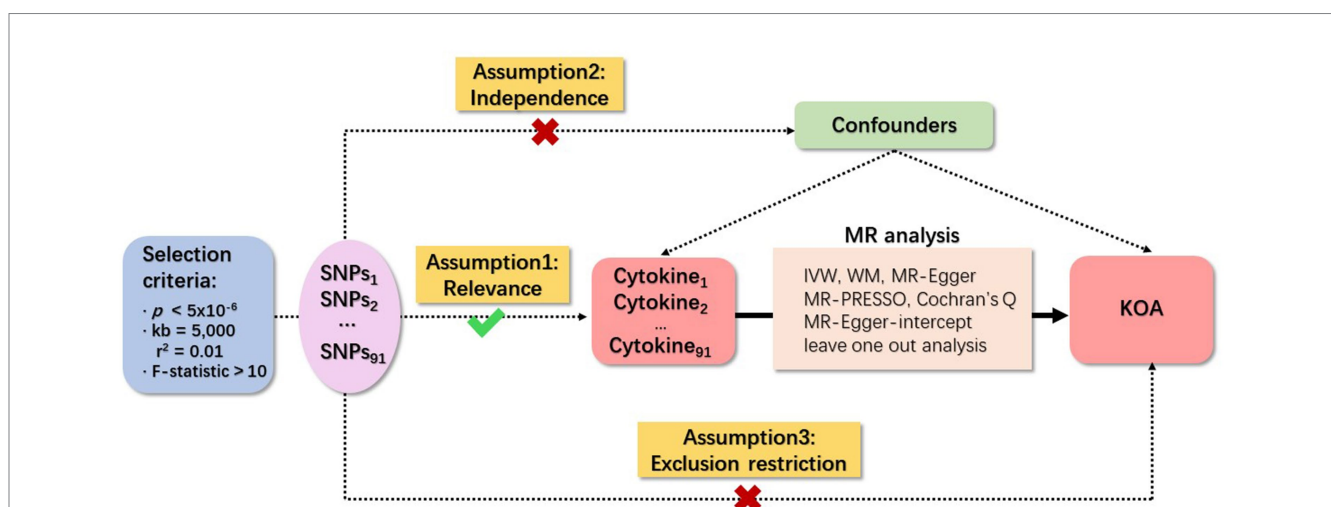 Assumption2:
Independence
Confounders
Selection
criteria:
· p < 5x10⁻⁶
· kb = 5,000
r² = 0.01
· F-statistic > 10
SNPs₁
SNPs₂
...
SNPs₉₁
Assumption1:
Relevance
Cytokine₁
Cytokine₂
...
Cytokine₉₁
MR analysis
IVW, WM, MR-Egger
MR-PRESSO, Cochran's Q
MR-Egger-intercept
leave one out analysis
KOA
Assumption3:
Exclusion restriction